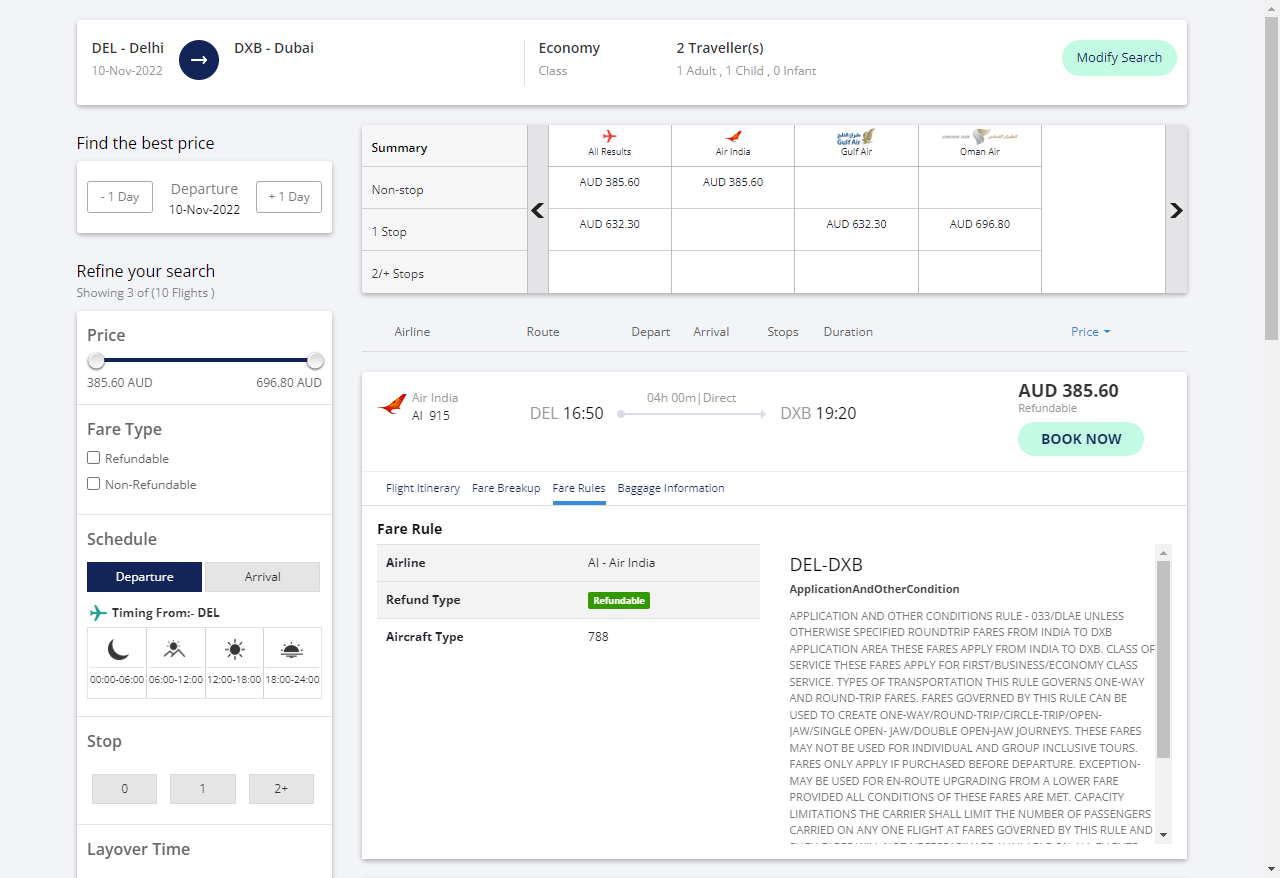 DEL - Delhi
10-Nov-2022
DXB - Dubai
Economy
Class
2 Traveller(s)
1 Adult , 1 Child , 0 Infant
Modify Search
Find the best price
- 1 Day
Departure
10-Nov-2022
+ 1 Day
Refine your search
Showing 3 of (10 Flights )
Price
385.60 AUD 696.80 AUD
Fare Type
Refundable
Non-Refundable
Schedule
Departure Arrival
Timing From:- DEL
00:00-06:00 06:00-12:00 12:00-18:00 18:00-24:00
Stop
0 1 2+
Layover Time
Summary All Results Air India Gulf Air Oman Air
Non-stop AUD 385.60 AUD 385.60
1 Stop AUD 632.30 AUD 632.30 AUD 696.80
2/+ Stops
Airline Route Depart Arrival Stops Duration Price
Air India
AI 915
DEL 16:50
04h 00m|Direct
DXB 19:20
AUD 385.60
Refundable
BOOK NOW
Flight Itinerary Fare Breakup Fare Rules Baggage Information
Fare Rule
Airline AI - Air India
Refund Type Refundable
Aircraft Type 788
DEL-DXB
ApplicationAndOtherCondition
APPLICATION AND OTHER CONDITIONS RULE - 033/DLAE UNLESS
OTHERWISE SPECIFIED ROUNDTRIP FARES FROM INDIA TO DXB
APPLICATION AREA THESE FARES APPLY FROM INDIA TO DXB. CLASS OF
SERVICE THESE FARES APPLY FOR FIRST/BUSINESS/ECONOMY CLASS
SERVICE. TYPES OF TRANSPORTATION THIS RULE GOVERNS ONE-WAY
AND ROUND-TRIP FARES. FARES GOVERNED BY THIS RULE CAN BE
USED TO CREATE ONE-WAY/ROUND-TRIP/CIRCLE-TRIP/OPEN-
JAW/SINGLE OPEN- JAW/DOUBLE OPEN-JAW JOURNEYS. THESE FARES
MAY NOT BE USED FOR INDIVIDUAL AND GROUP INCLUSIVE TOURS.
FARES ONLY APPLY IF PURCHASED BEFORE DEPARTURE. EXCEPTION-
MAY BE USED FOR EN-ROUTE UPGRADING FROM A LOWER FARE
PROVIDED ALL CONDITIONS OF THESE FARES ARE MET. CAPACITY
LIMITATIONS THE CARRIER SHALL LIMIT THE NUMBER OF PASSENGERS
CARRIED ON ANY ONE FLIGHT AT FARES GOVERNED BY THIS RULE AND